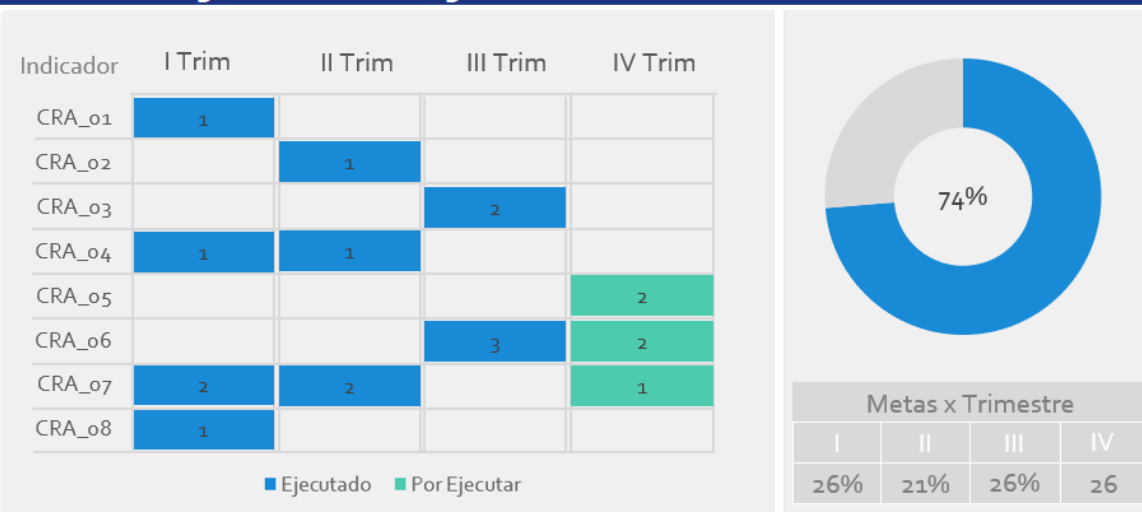 Indicador I Trim II Trim III Trim IV Trim
CRA_01 1
CRA_02 1
CRA_03 2
CRA_04 1 1
CRA_05 2
CRA_06 3 2
CRA_07 2 2 1
CRA_08 1
Ejecutado Por Ejecutar
74%
Metas x Trimestre
I II III IV
26% 21% 26% 26